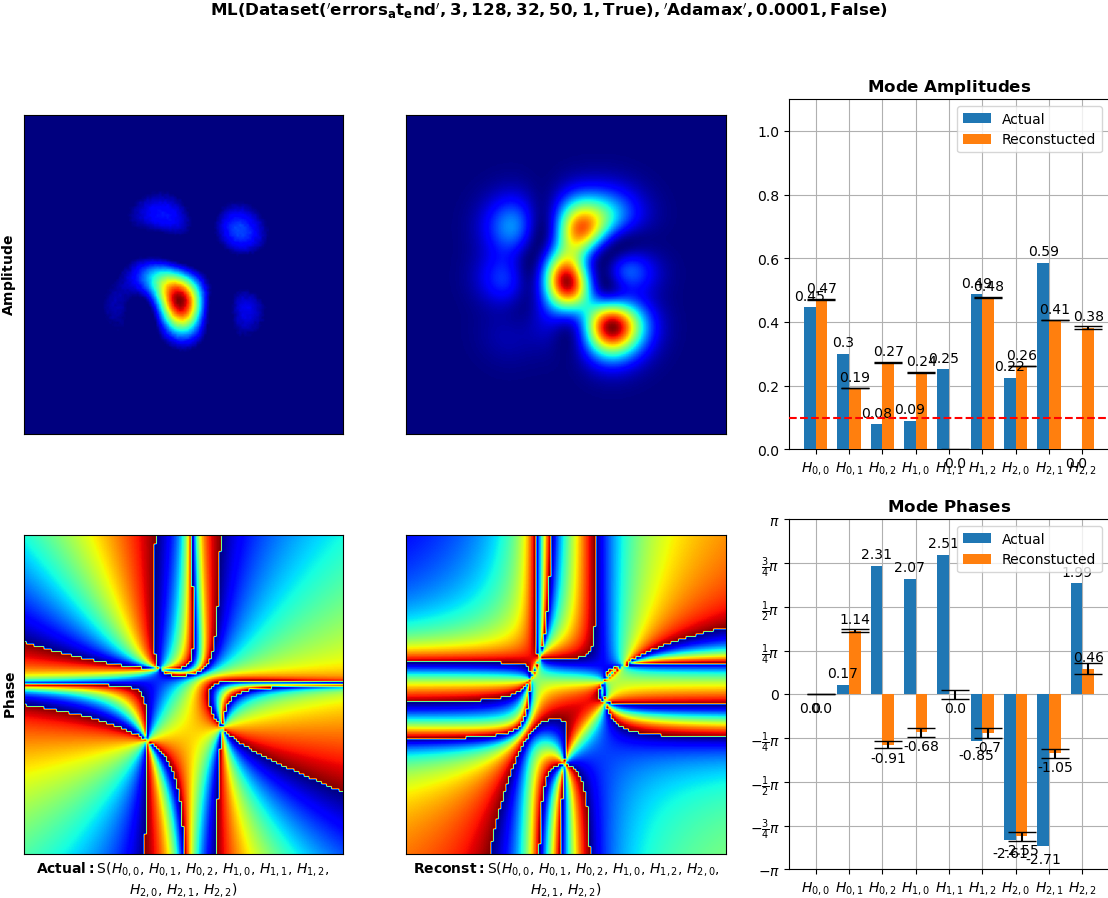 ML(Dataset('errors_at_end', 3, 128, 32, 50, 1, True), 'Adamax', 0.0001, False)
Amplitude
Mode Amplitudes
Actual
Reconstucted
1.0
0.8
0.6
0.4
0.2
0.0
0.45
0.47
0.3
0.19
0.08
0.27
0.09
0.24
0.25
0.0
0.49
0.48
0.22
0.26
0.59
0.41
0.0
0.38
H0,0 H0,1 H0,2 H1,0 H1,1 H1,2 H2,0 H2,1 H2,2
Phase
Actual: S(H0,0, H0,1, H0,2, H1,0, H1,1, H1,2,
H2,0, H2,1, H2,2)
Reconst: S(H0,0, H0,1, H0,2, H1,0, H1,2, H2,0,
H2,1, H2,2)
Mode Phases
Actual
Reconstucted
π
3/4π
1/2π
1/4π
0
−1/4π
−1/2π
−3/4π
−π
0.0
0.0
0.17
1.14
2.31
-0.91
2.07
-0.68
2.51
0.0
-0.85
-0.7
-2.55
-2.71
-1.05
1.99
0.46
H0,0 H0,1 H0,2 H1,0 H1,1 H1,2 H2,0 H2,1 H2,2